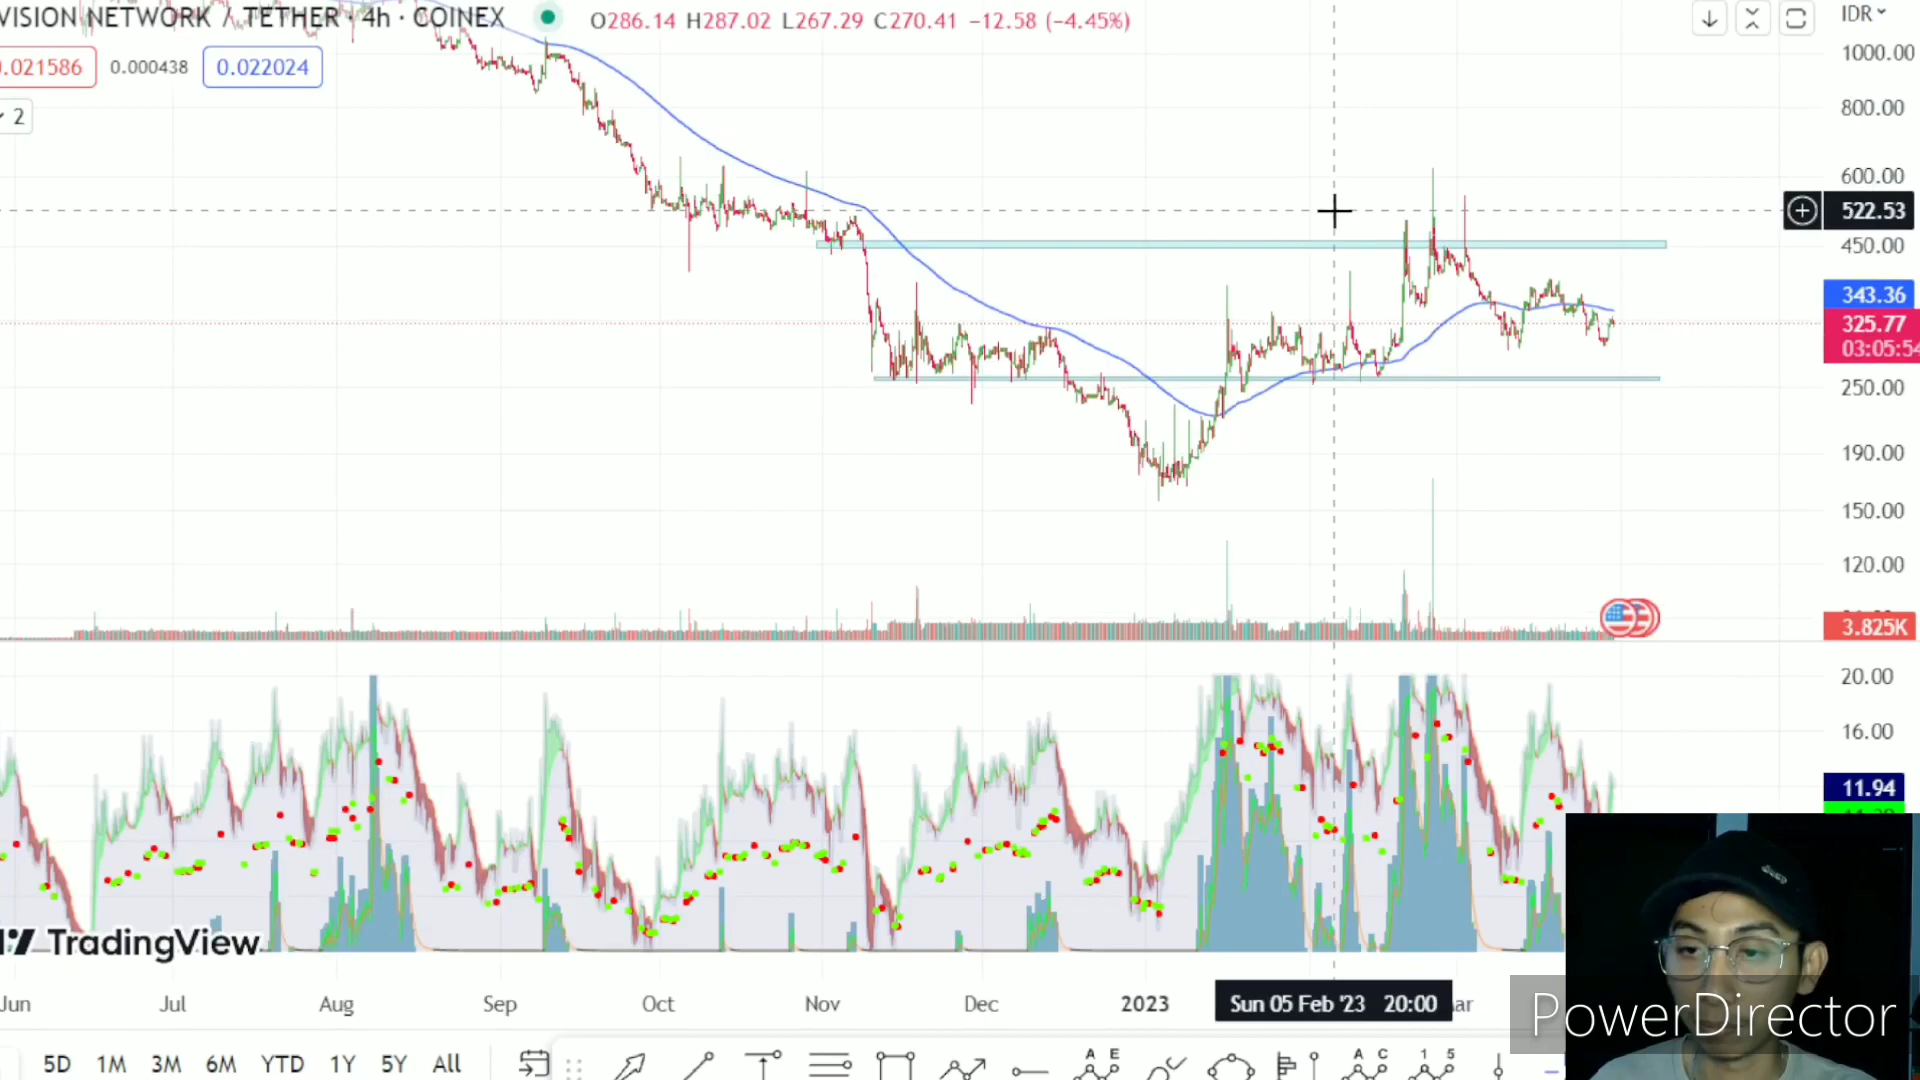 VISION NETWORK / TETHER · 4h · COINEX
O286.14 H287.02 L267.29 C270.41 −12.58 (−4.45%)
IDR
0.021586 0.000438 0.022024
2
1000.00
800.00
600.00
522.53
450.00
343.36
325.77
03:05:54
250.00
190.00
150.00
120.00
3.825K
20.00
16.00
11.94
TradingView
Jun Jul Aug Sep Oct Nov Dec 2023 Sun 05 Feb '23 20:00 ar
PowerDirector
5D 1M 3M 6M YTD 1Y 5Y All
A E
A C
1 5